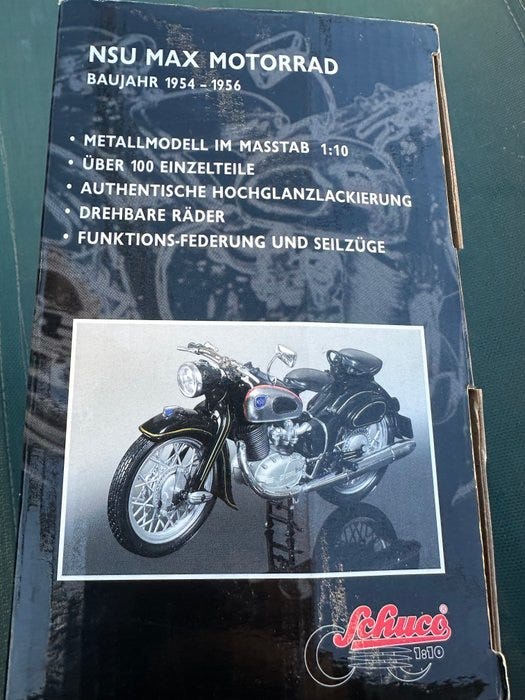 NSU MAX MOTORRAD
BAUJAHR 1954 – 1956
• METALLMODELL IM MASSTAB 1:10
• ÜBER 100 EINZELTEILE
• AUTHENTISCHE HOCHGLANZLACKIERUNG
• DREHBARE RÄDER
• FUNKTIONS-FEDERUNG UND SEILZÜGE
NSU
Schuco®
1:10